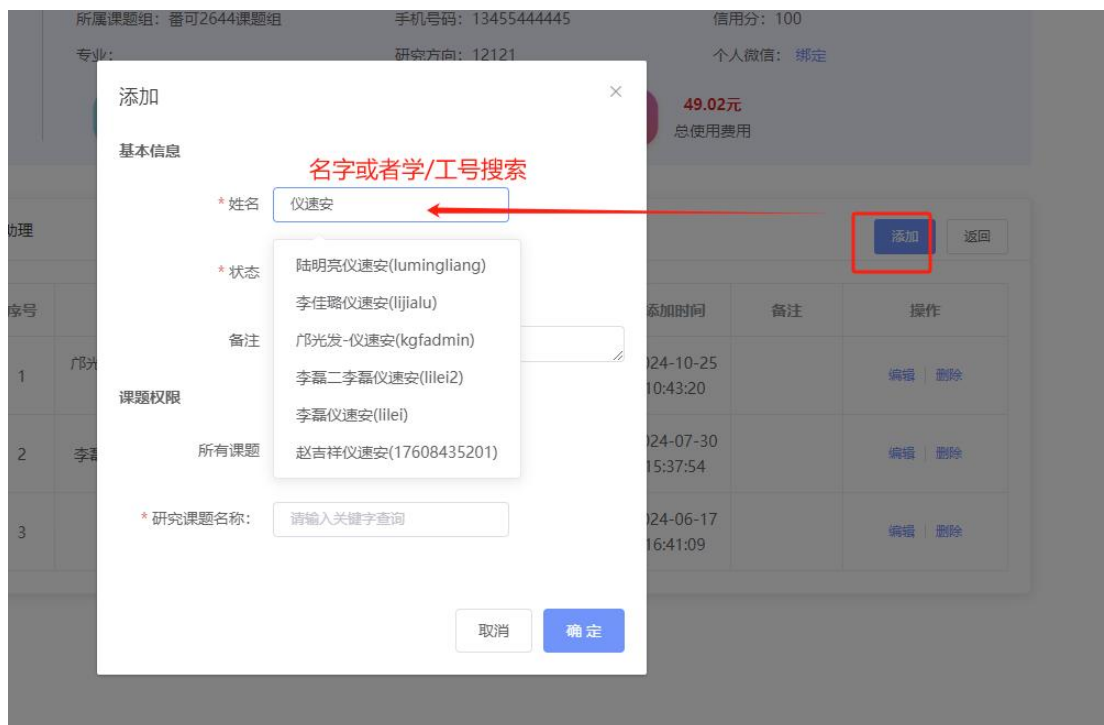 所属课题组：番可2644课题组 手机号码：13455444445 信用分：100
专业： 研究方向：12121 个人微信： 绑定
添加
49.02元
总使用费用
基本信息
名字或者学/工号搜索
* 姓名 仪速安
助理 添加 返回
* 状态
陆明亮仪速安(lumingliang)
李佳璐仪速安(lijialu)
序号 添加时间 备注 操作
备注 邝光发-仪速安(kgfadmin)
1 邝光 024-10-25 10:43:20 编辑 删除
李磊二李磊仪速安(lilei2)
课题权限
李磊仪速安(lilei)
2 李磊 024-07-30 15:37:54 编辑 删除
所有课题 赵吉祥仪速安(17608435201)
* 研究课题名称： 请输入关键字查询
3 024-06-17 16:41:09 编辑 删除
取消 确定